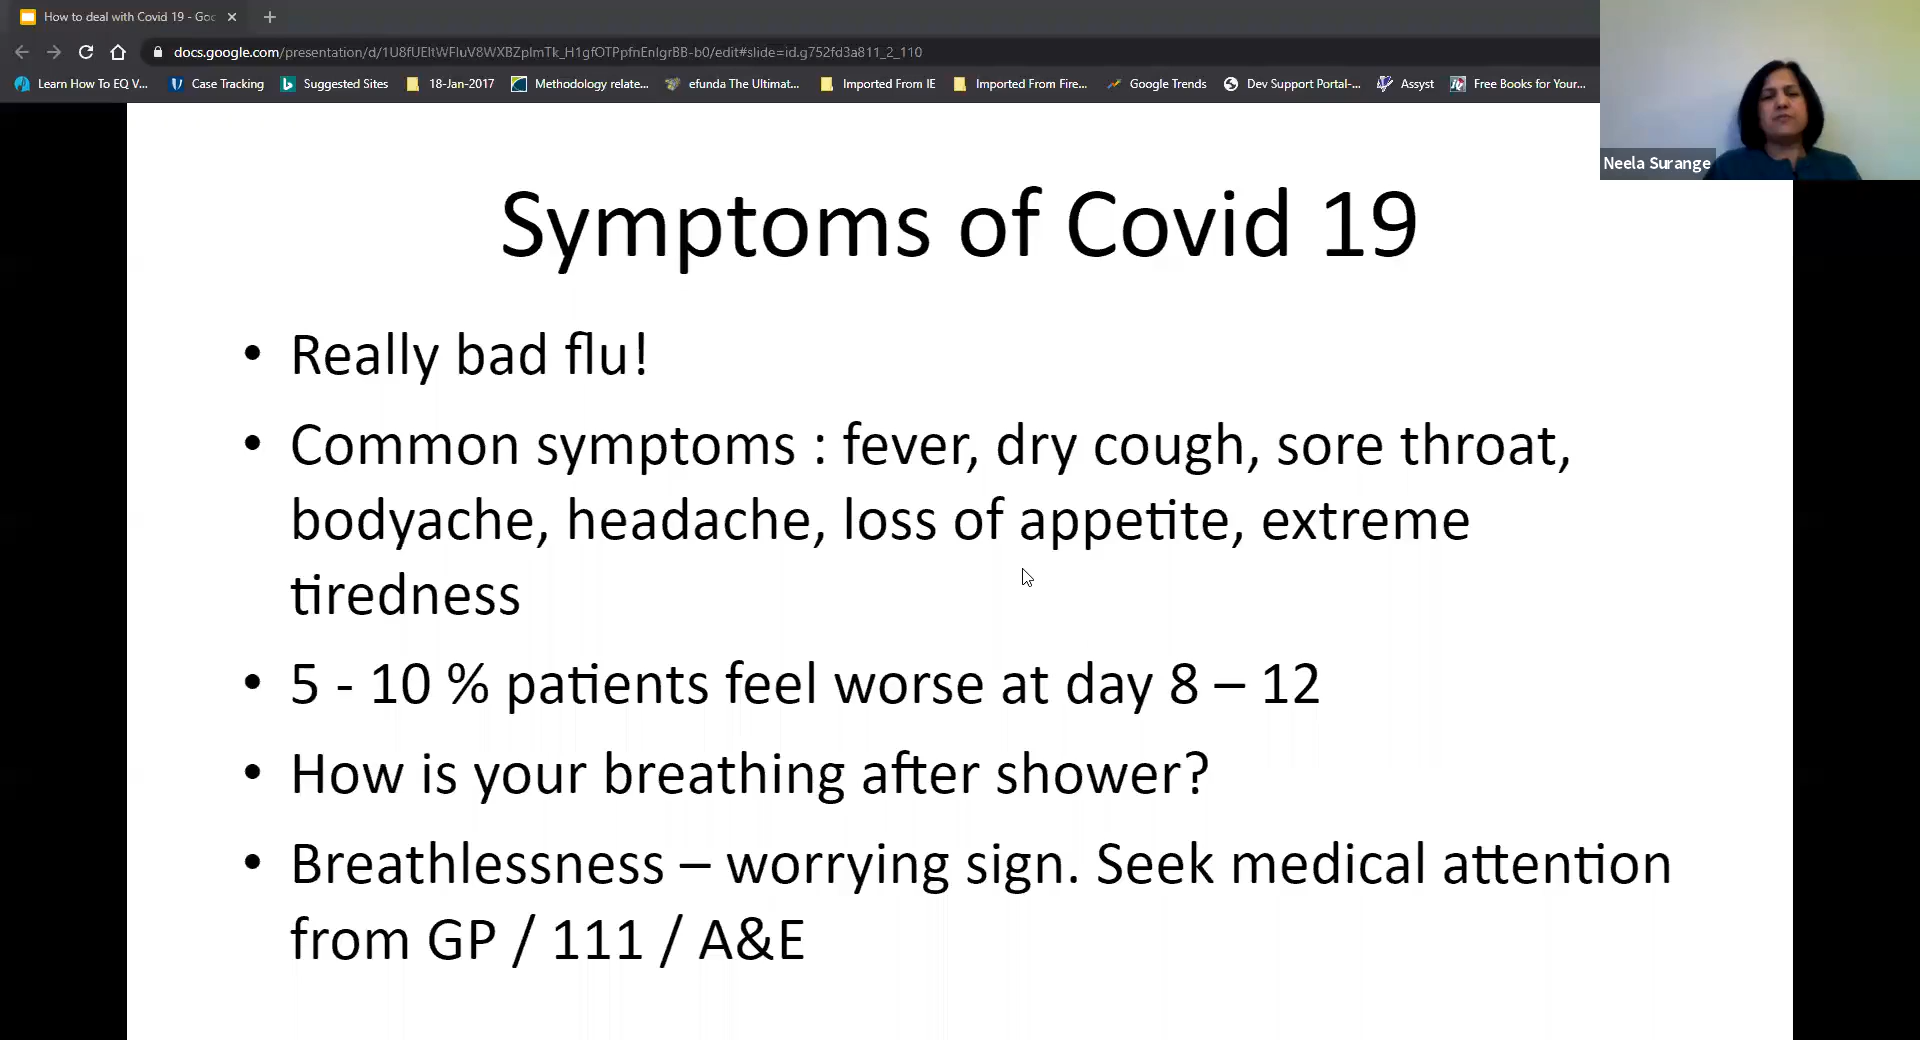 How to deal with Covid 19 - Goo
docs.google.com/presentation/d/1U8fUEltWFluV8WXBZplmTk_H1gfOTPpfnEnIgrBB-b0/edit#slide=id.g752fd3a811_2_110
Learn How To EQ V... Case Tracking Suggested Sites 18-Jan-2017 Methodology relate... efunda The Ultimat... Imported From IE Imported From Fire... Google Trends Dev Support Portal-... Assyst Free Books for Your...
Neela Surange
Symptoms of Covid 19
• Really bad flu!
• Common symptoms : fever, dry cough, sore throat,
bodyache, headache, loss of appetite, extreme
tiredness
• 5 - 10 % patients feel worse at day 8 – 12
• How is your breathing after shower?
• Breathlessness – worrying sign. Seek medical attention
from GP / 111 / A&E